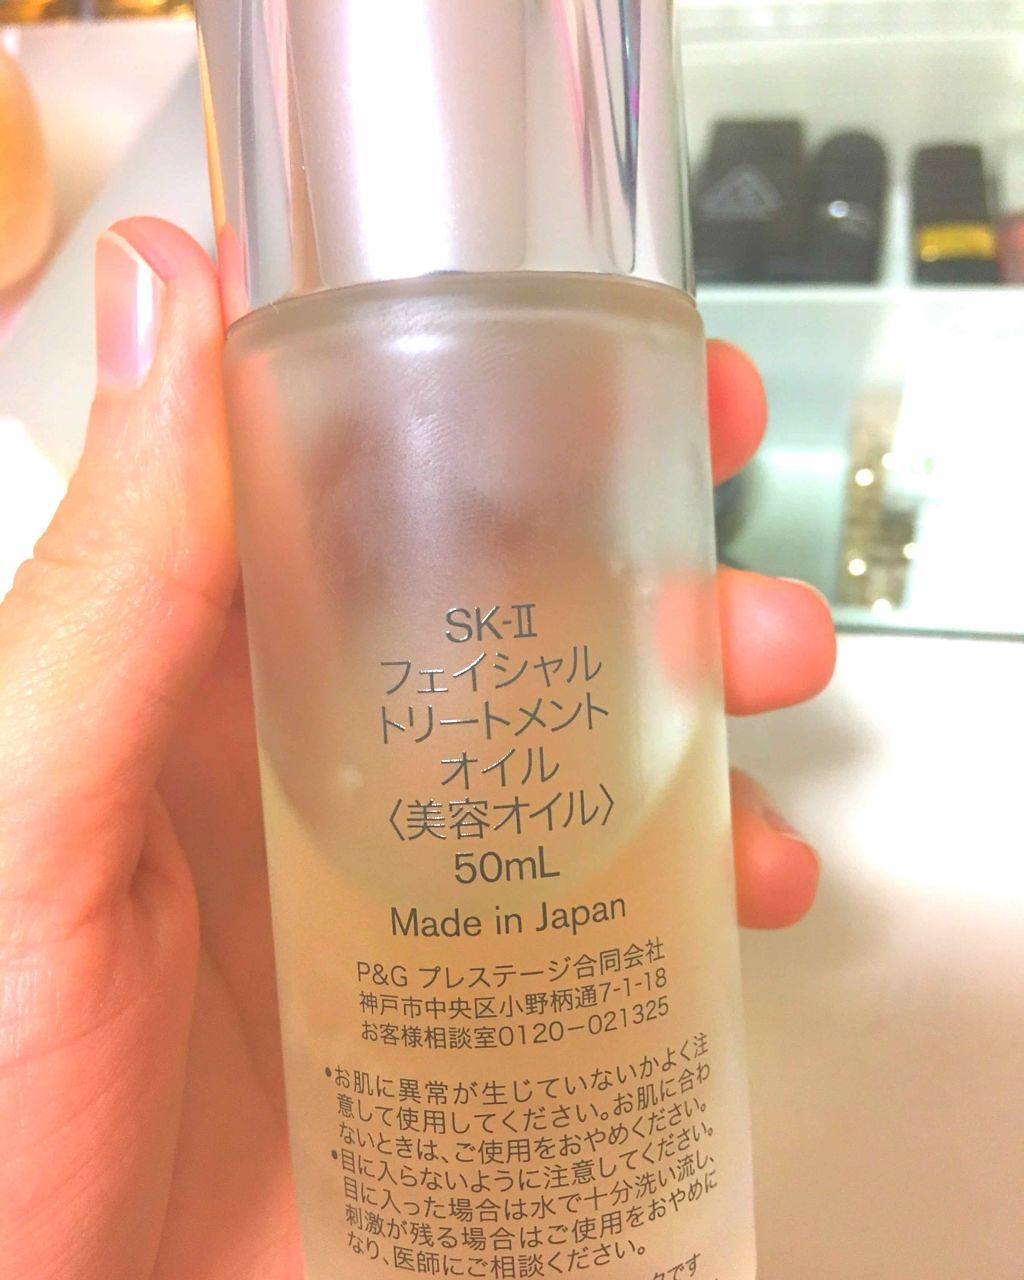 SK-Ⅱ
フェイシャル
トリートメント
オイル
〈美容オイル〉
50mL
Made in Japan
P&G プレステージ合同会社
神戸市中央区小野柄通7-1-18
お客様相談室0120-021325
•お肌に異常が生じていないかよく注
意して使用してください。お肌に合わ
ないときは、ご使用をおやめください。
•目に入らないように注意してください。
目に入った場合は水で十分洗い流し、
刺激が残る場合はご使用をおやめに
なり、医師にご相談ください。
です